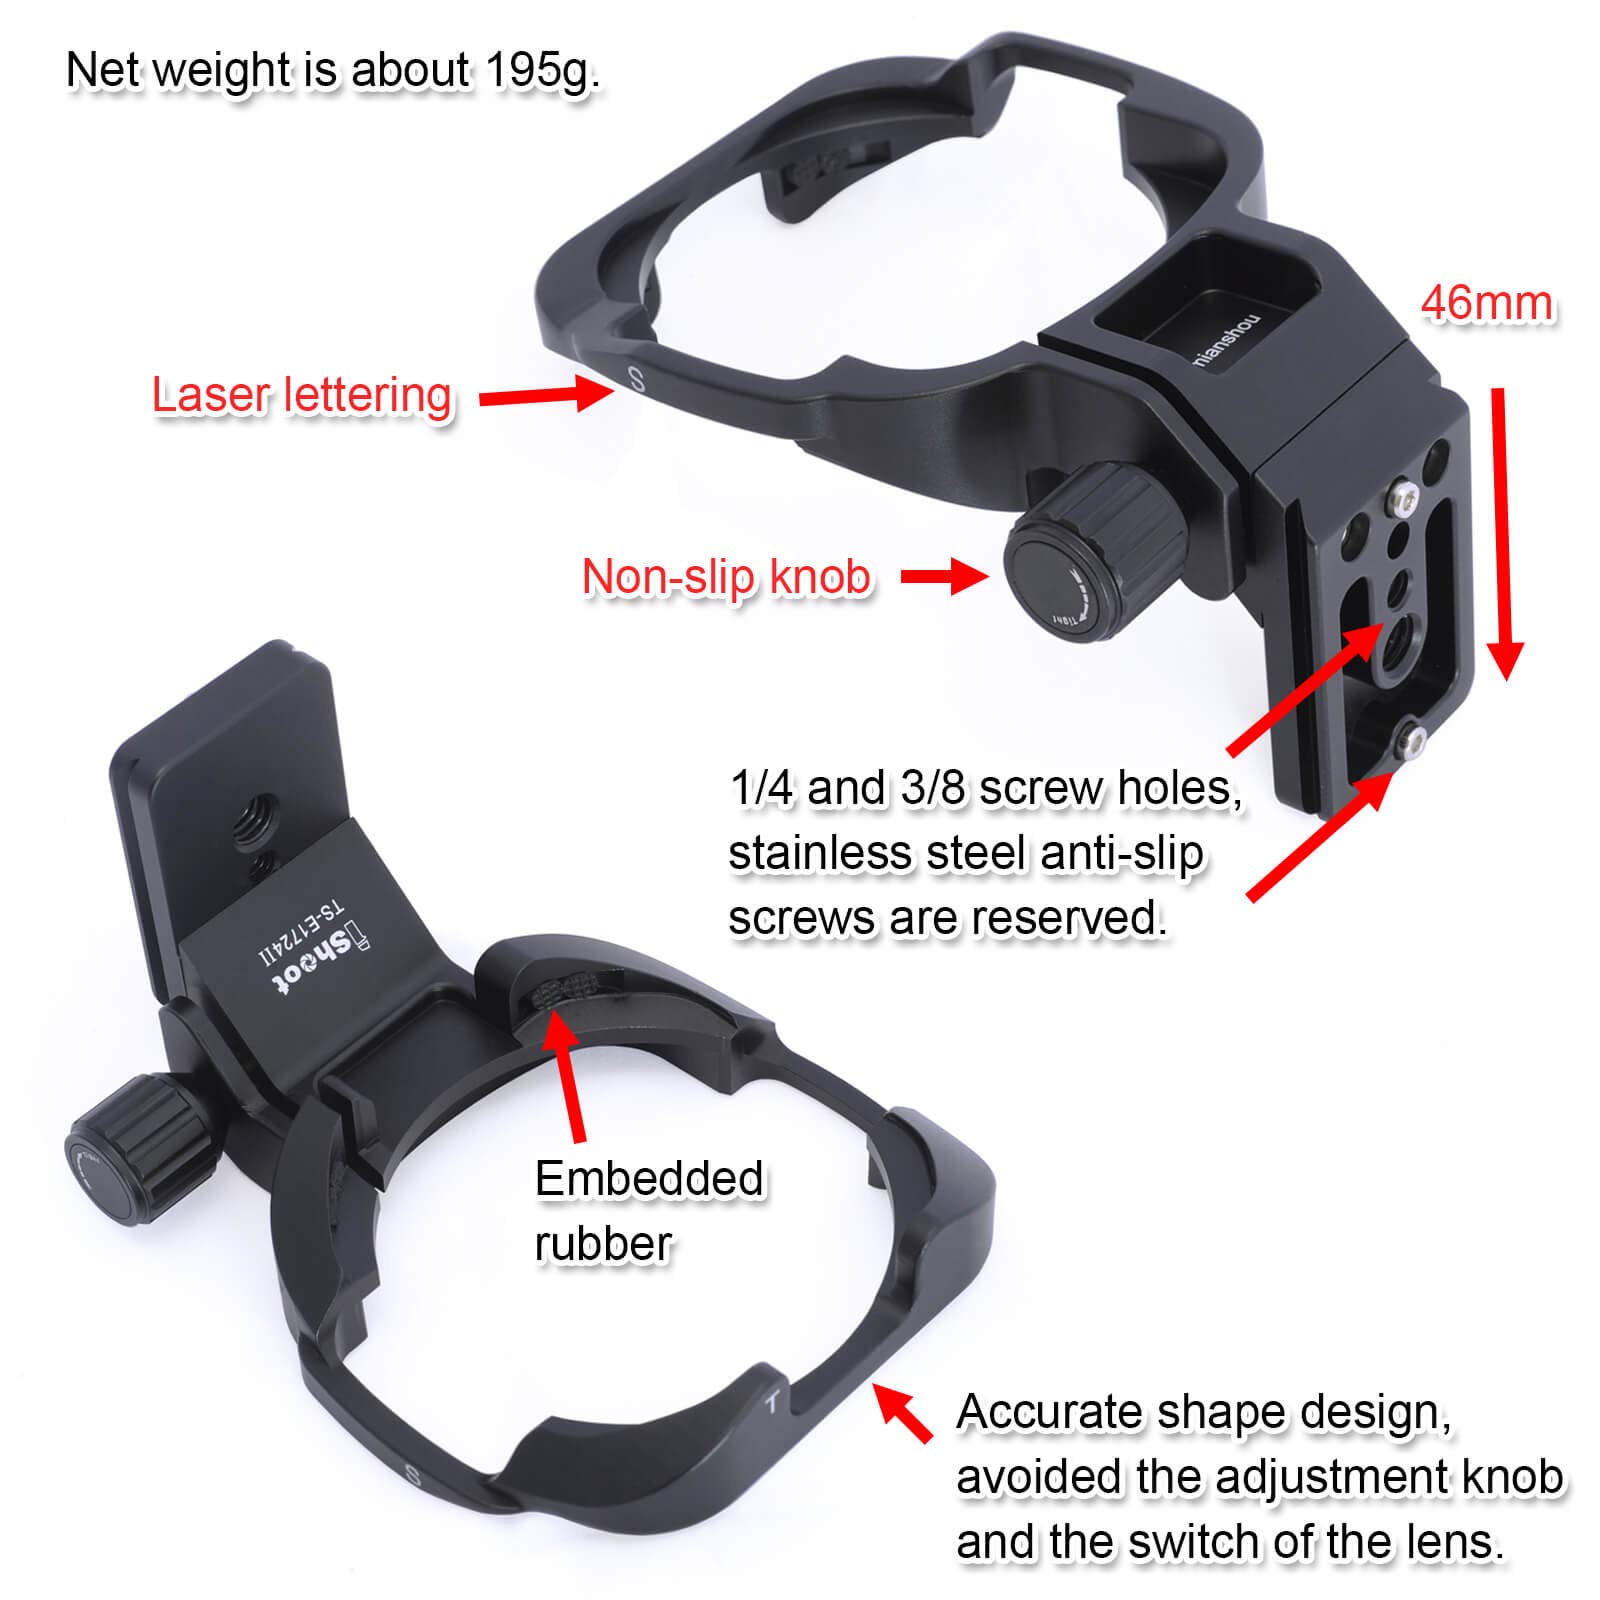 Net weight is about 195g.
46mm
nianshou
Laser lettering
S
Non-slip knob
Tight
1/4 and 3/8 screw holes,
stainless steel anti-slip
screws are reserved.
iShoot
TS-E1724II
Embedded
rubber
T
S
Accurate shape design,
avoided the adjustment knob
and the switch of the lens.